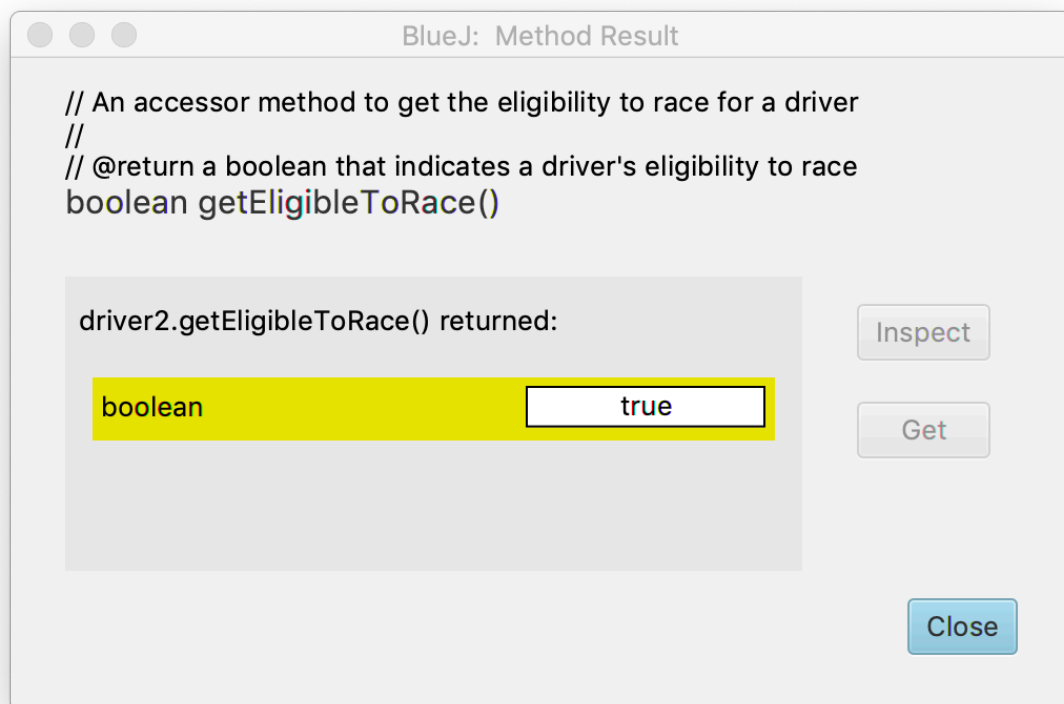 BlueJ: Method Result
// An accessor method to get the eligibility to race for a driver
//
// @return a boolean that indicates a driver's eligibility to race
boolean getEligibleToRace()
driver2.getEligibleToRace() returned:
Inspect
boolean true
Get
Close